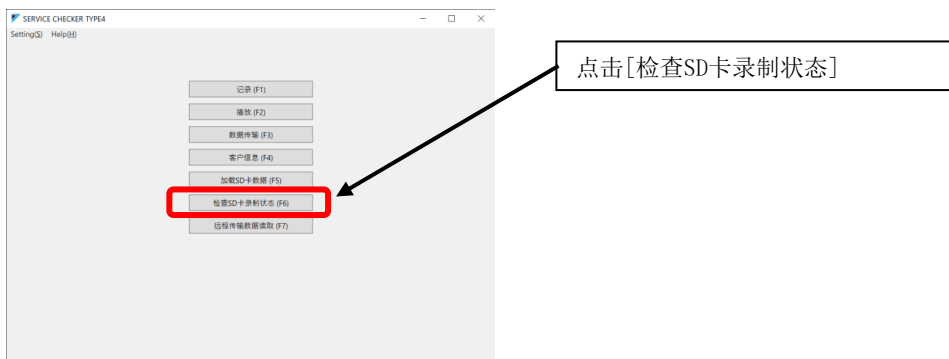 SERVICE CHECKER TYPE4
Setting(S) Help(H)
点击[检查SD卡录制状态]
记录 (F1)
播放 (F2)
数据传输 (F3)
客户信息 (F4)
加载SD卡数据 (F5)
检查SD卡录制状态 (F6)
远程传输数据读取 (F7)